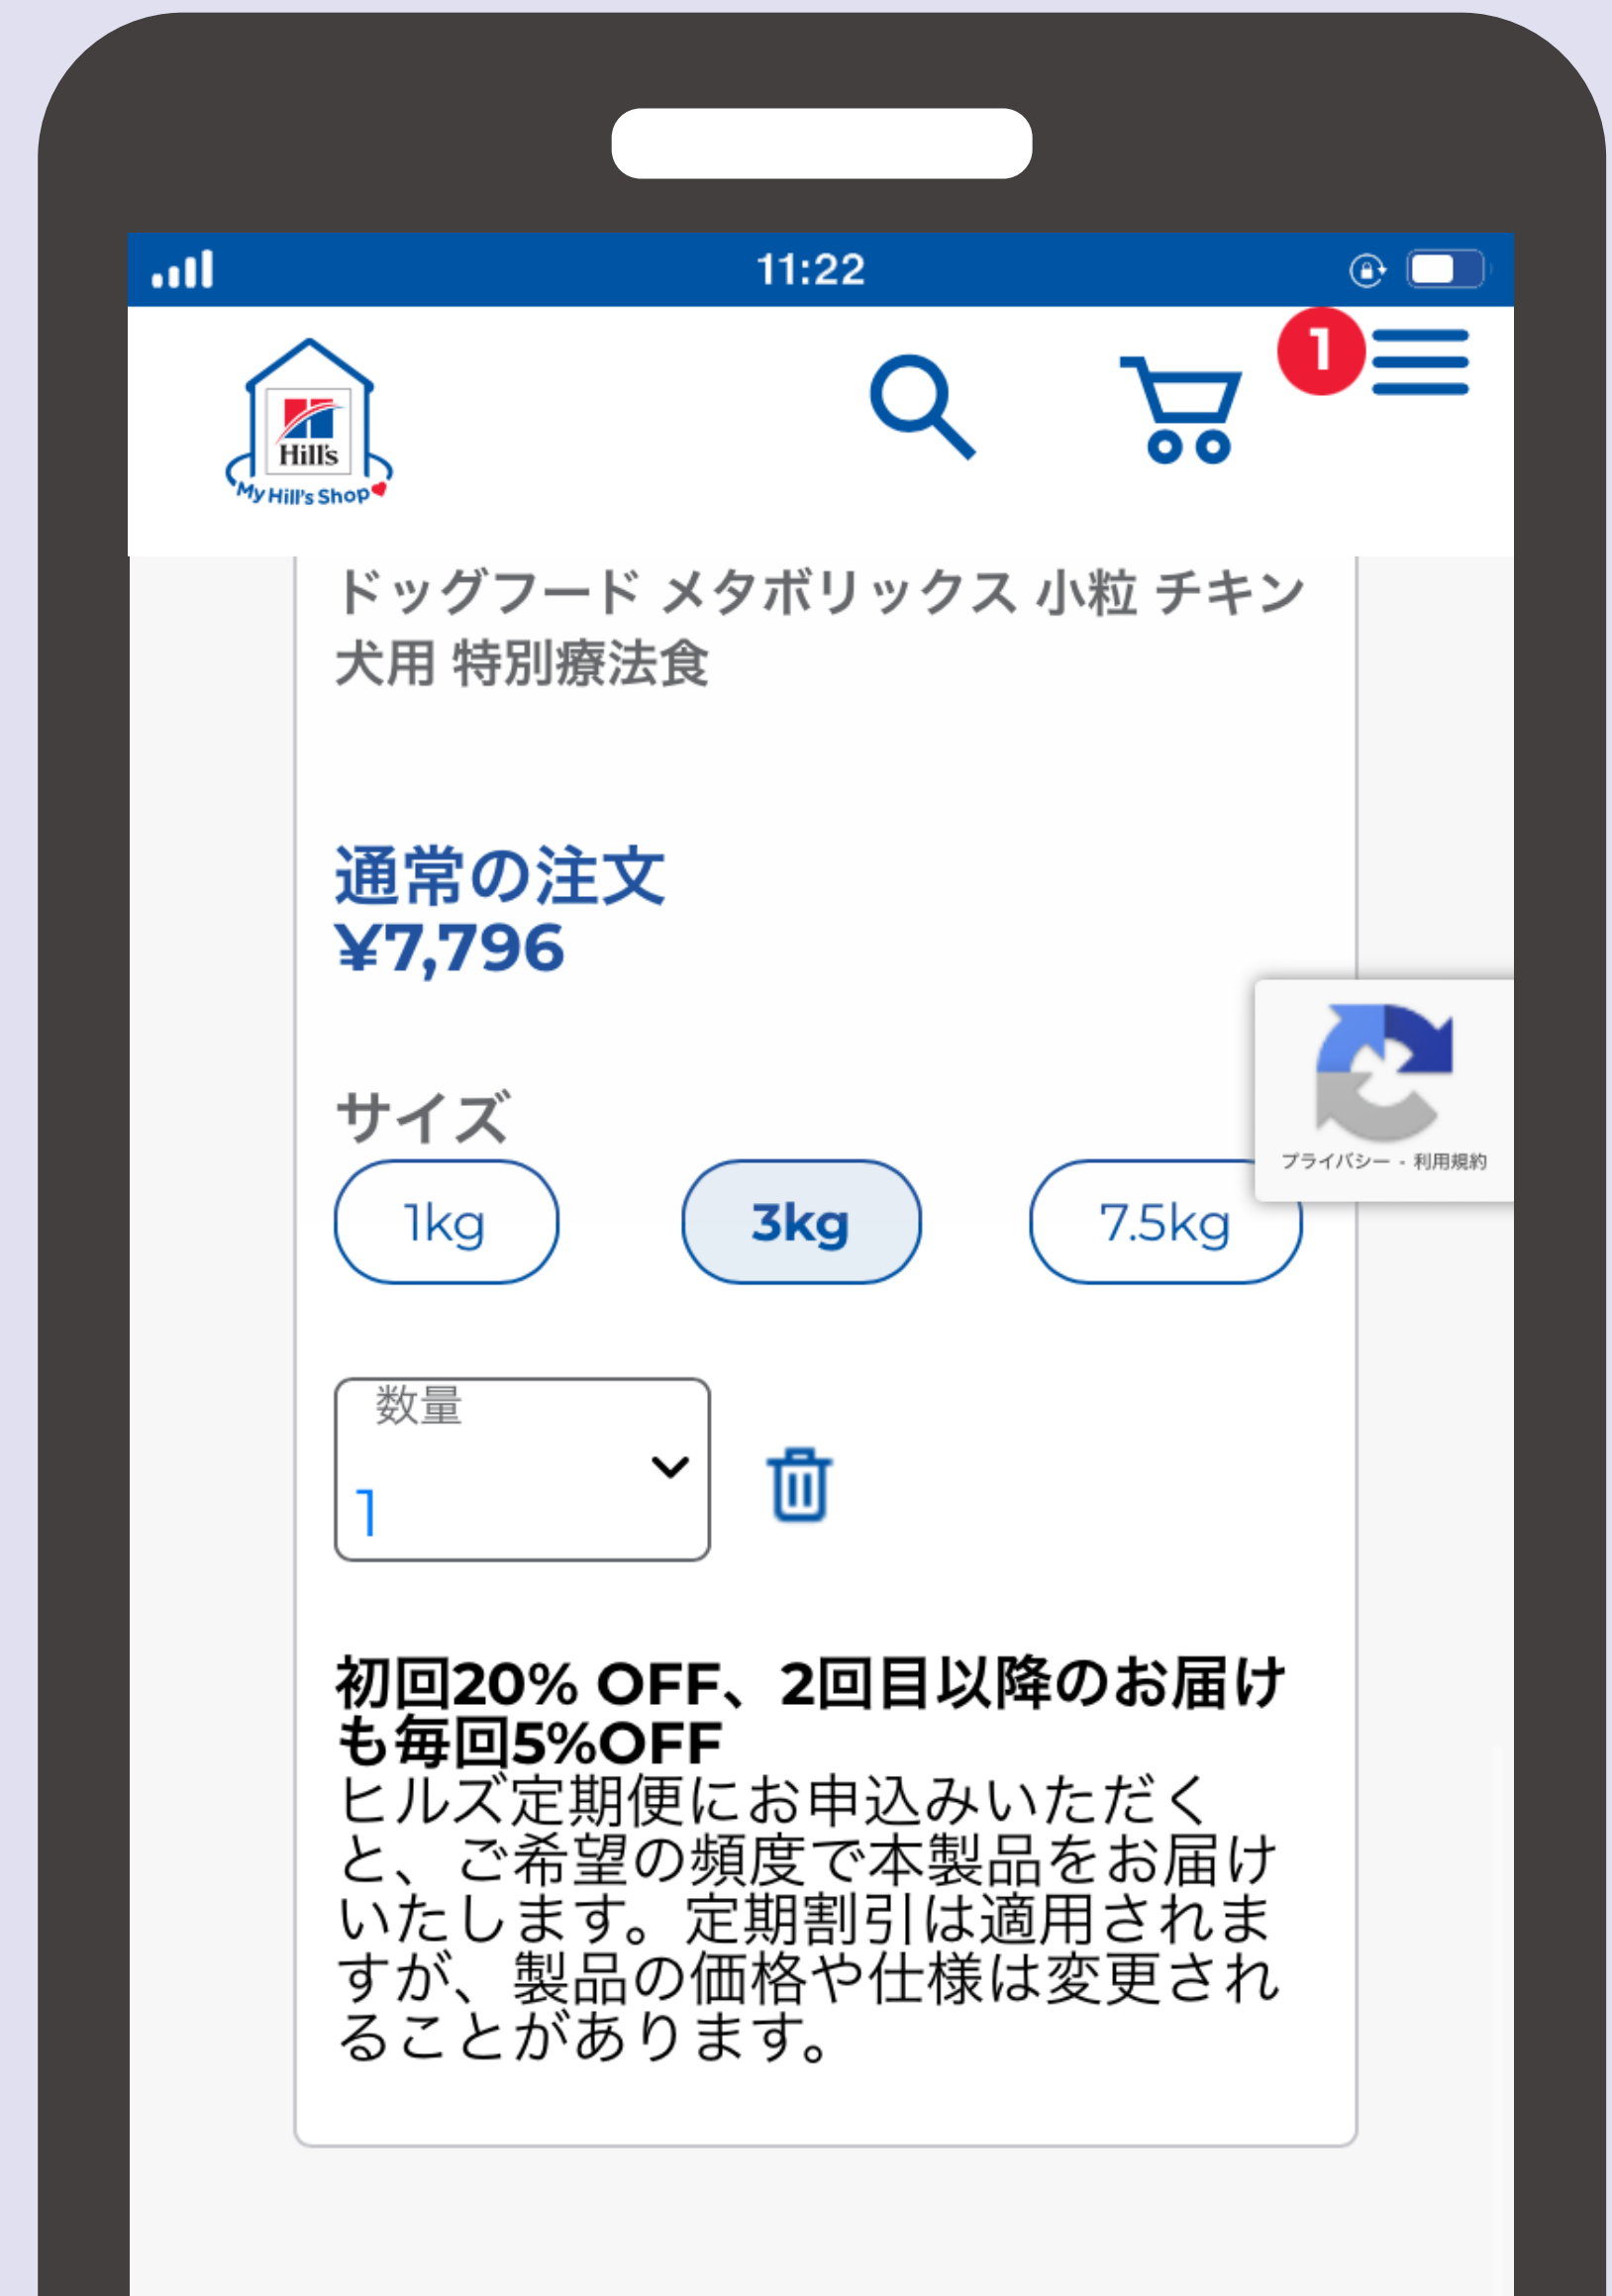 11:22
1
Hill's
My Hill's Shop
ドッグフード メタボリックス 小粒 チキン
犬用 特別療法食
通常の注文
¥7,796
プライバシー - 利用規約
サイズ
1kg
3kg
7.5kg
数量
1
初回20% OFF、2回目以降のお届け
も毎回5%OFF
ヒルズ定期便にお申込みいただく
と、ご希望の頻度で本製品をお届け
いたします。定期割引は適用されま
すが、製品の価格や仕様は変更され
ることがあります。